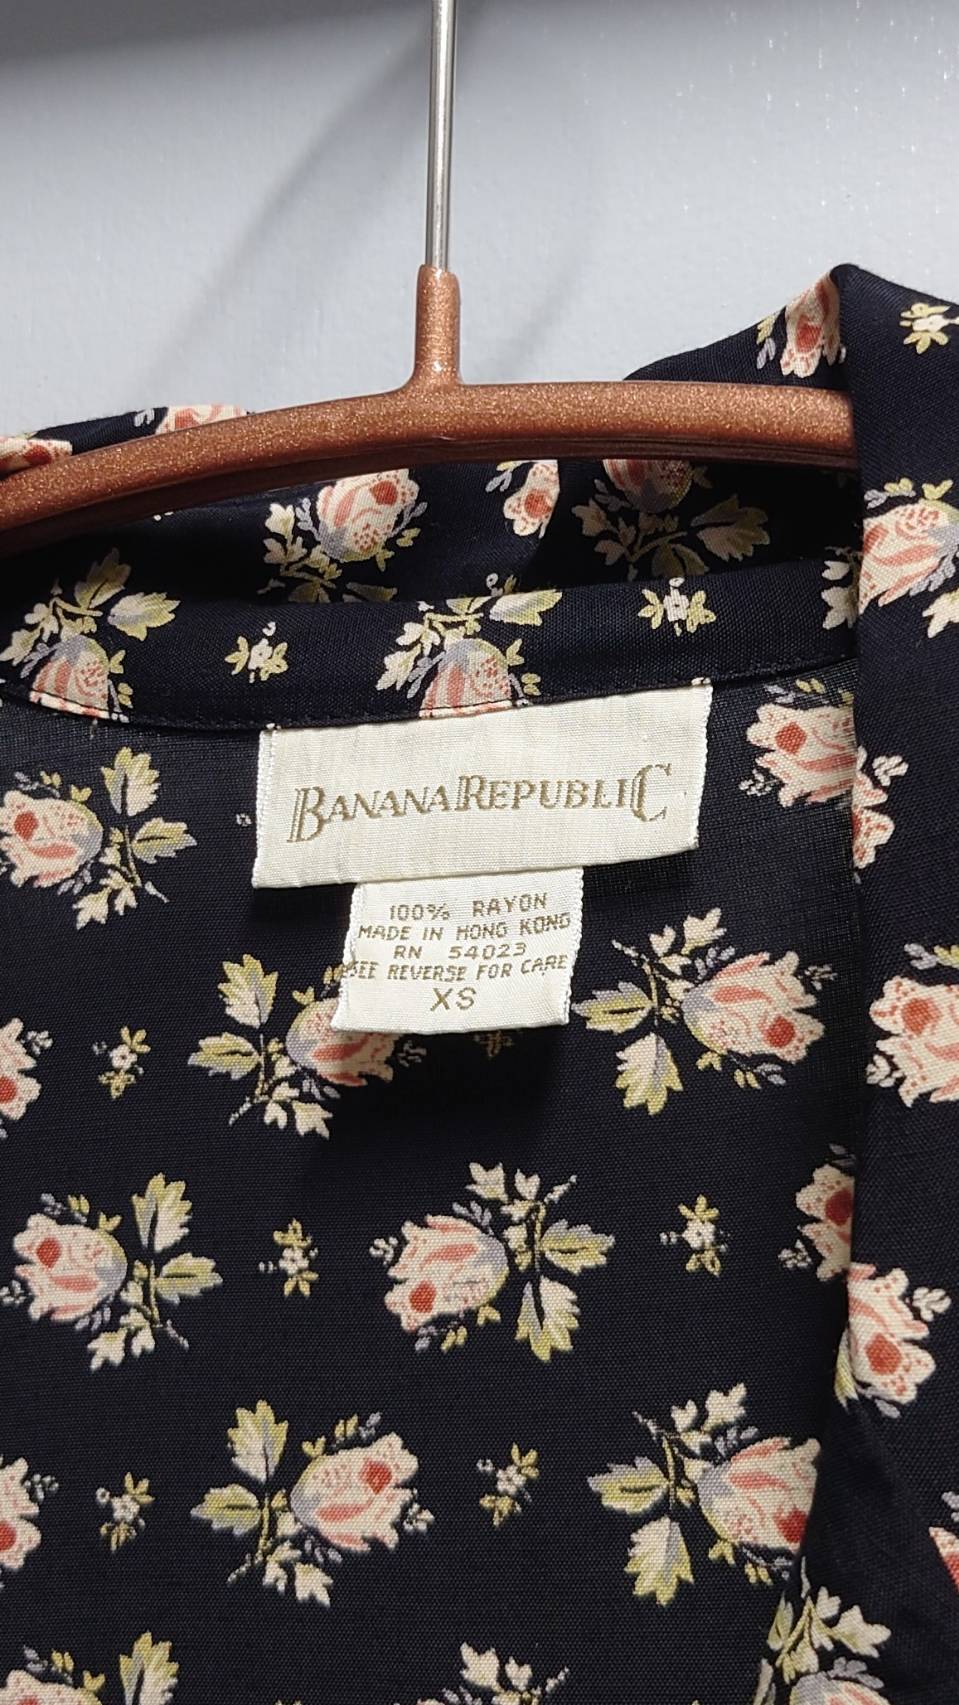 BANANA REPUBLIC
100% RAYON
MADE IN HONG KONG
RN 54023
SEE REVERSE FOR CARE
XS